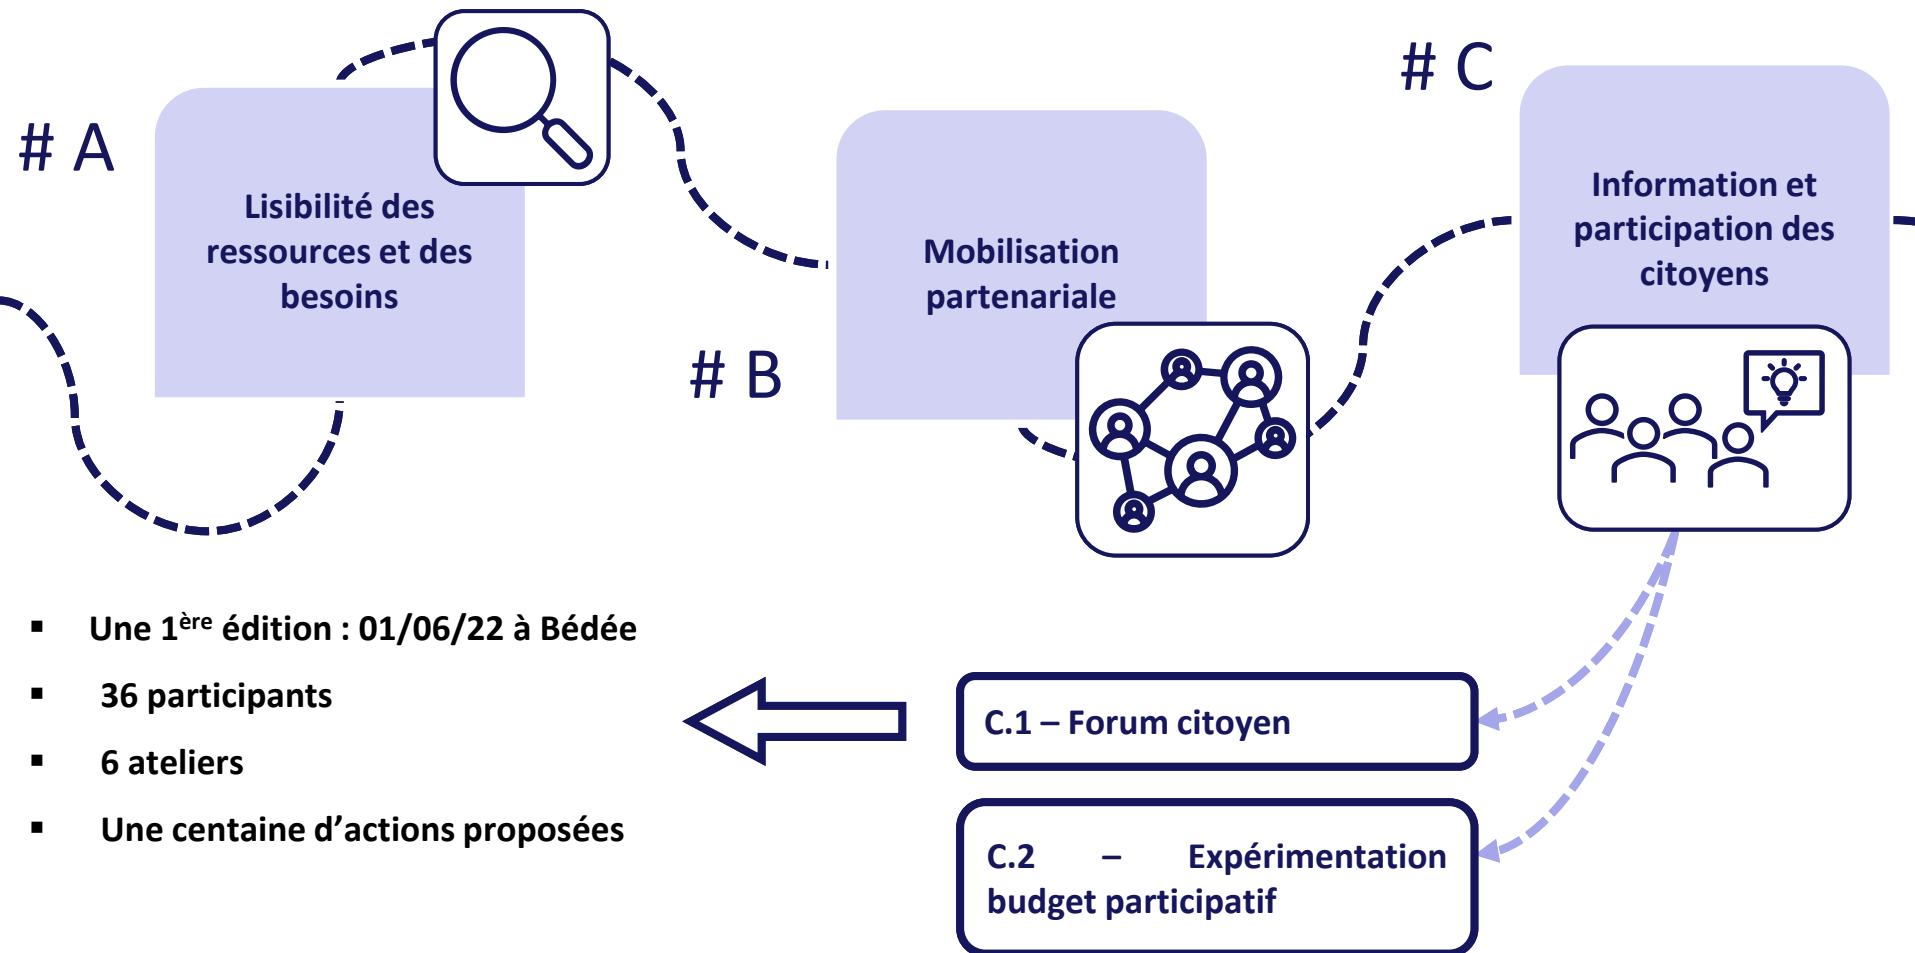 # A
Lisibilité des
ressources et des
besoins
# B
Mobilisation
partenariale
# C
Information et
participation des
citoyens
▪ Une 1ère édition : 01/06/22 à Bédée
▪ 36 participants
▪ 6 ateliers
▪ Une centaine d’actions proposées
C.1 – Forum citoyen
C.2 – Expérimentation
budget participatif